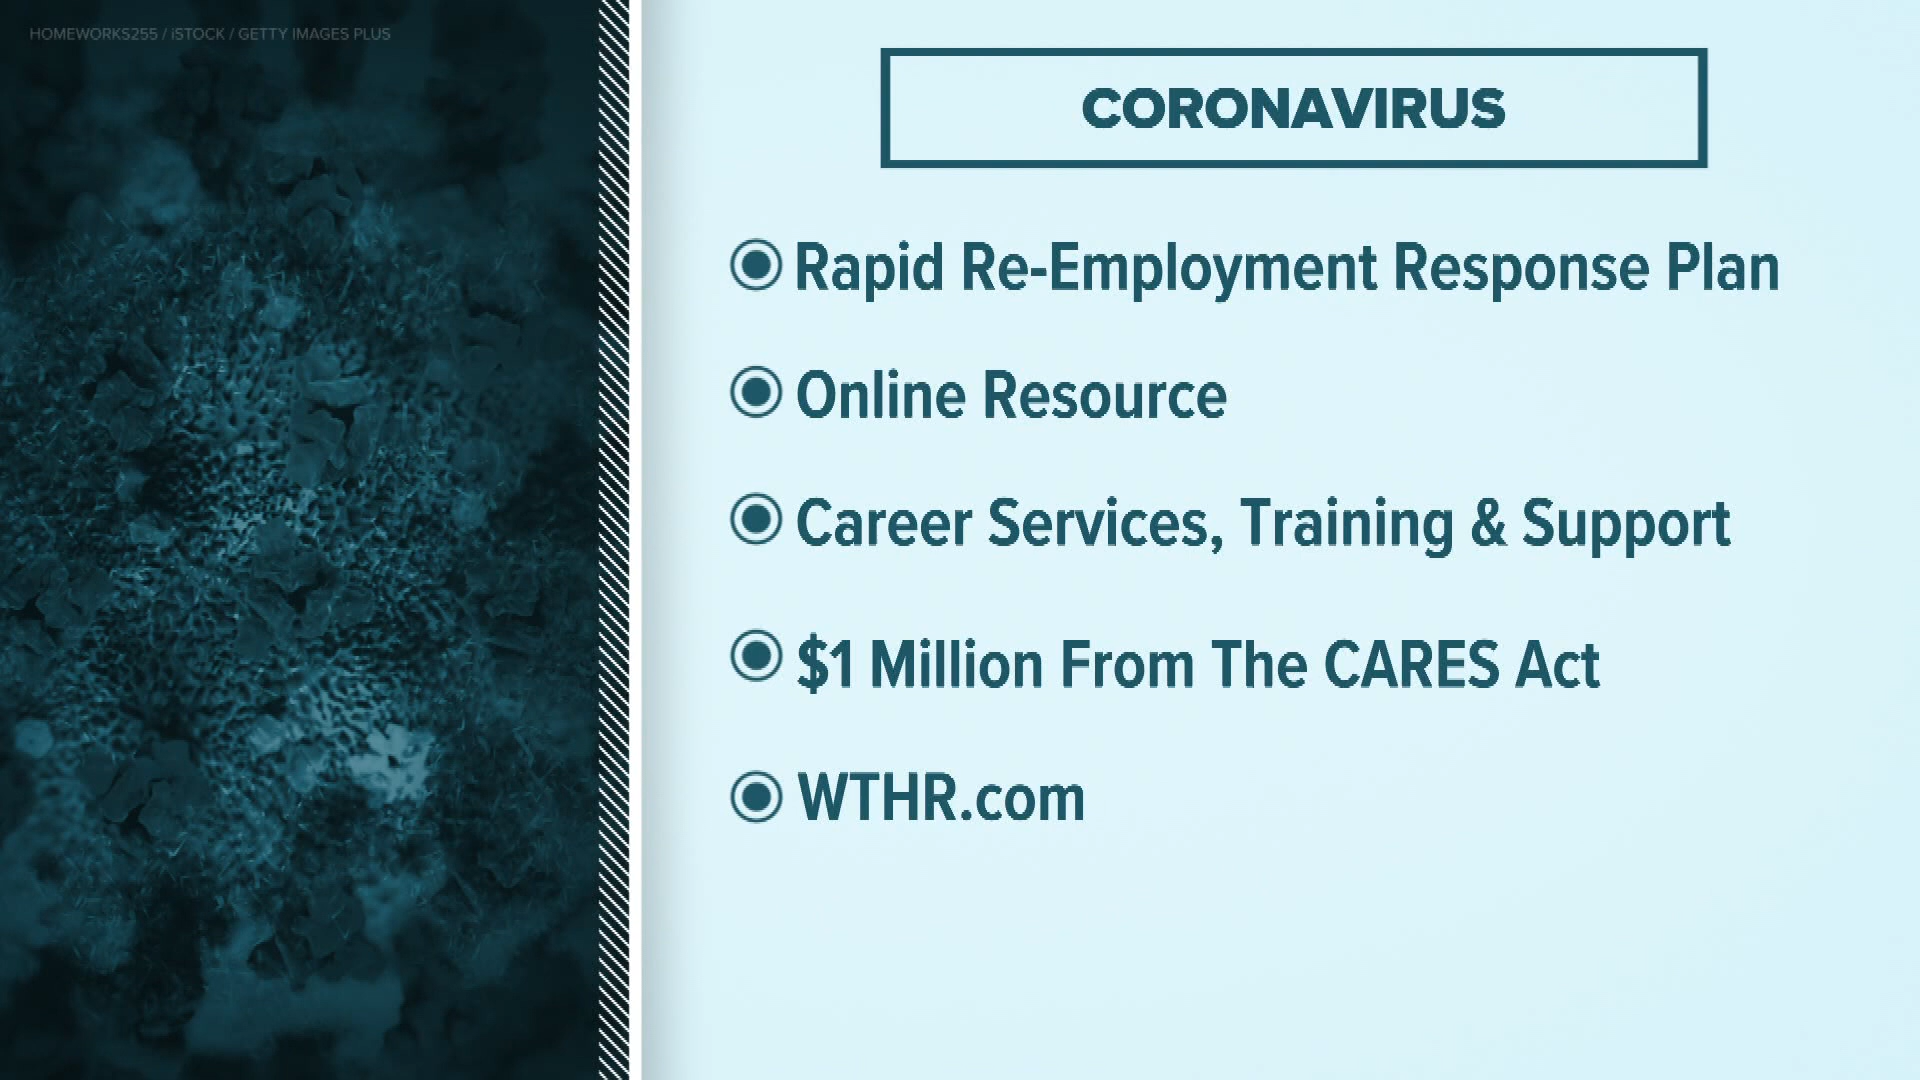 HOMEWORKS255 / iSTOCK / GETTY IMAGES PLUS
CORONAVIRUS
Rapid Re-Employment Response Plan
Online Resource
Career Services, Training & Support
$1 Million From The CARES Act
WTHR.com